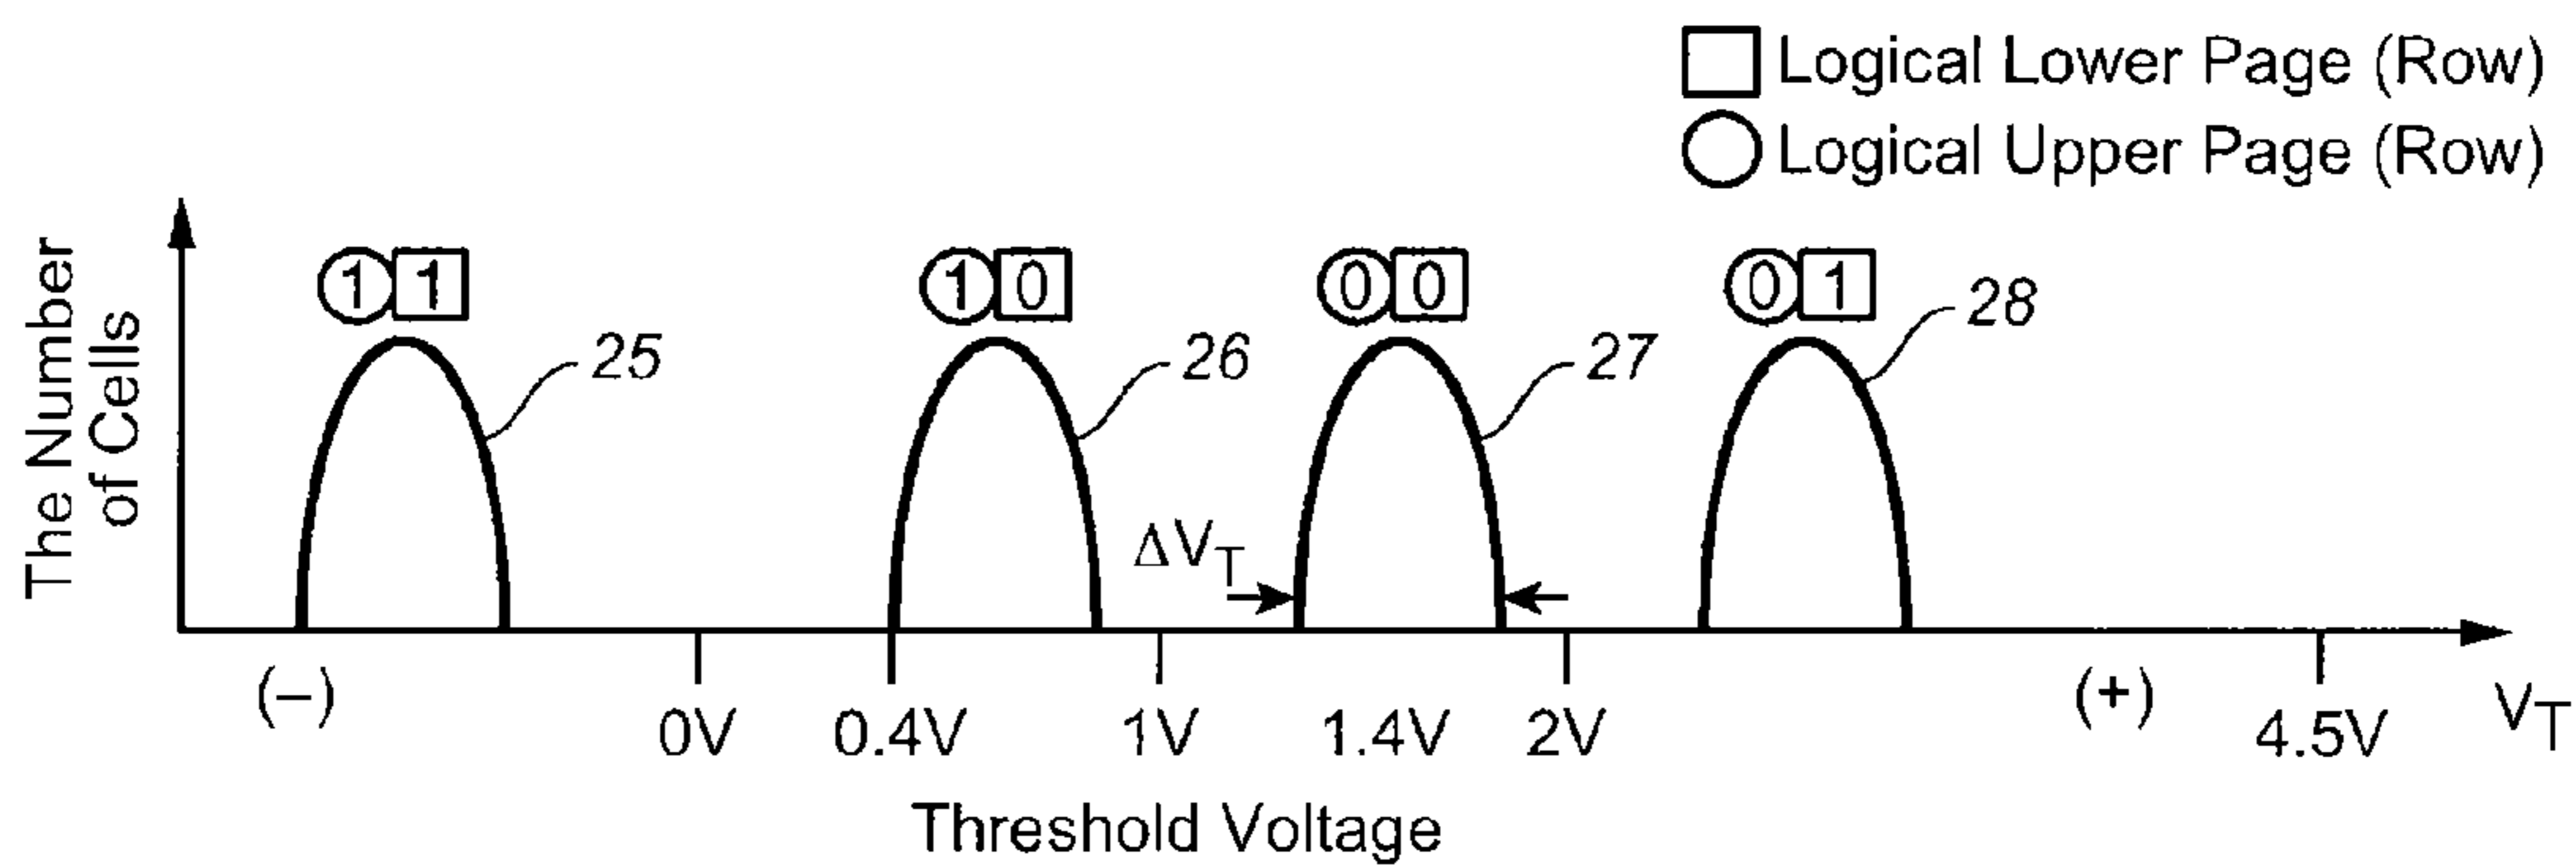 Logical Lower Page (Row)
Logical Upper Page (Row)
The Number
of Cells
1 1
1 0
0 0
0 1
25
26
27
28
ΔVT
(–)
0V
0.4V
1V
1.4V
2V
(+)
4.5V
VT
Threshold Voltage